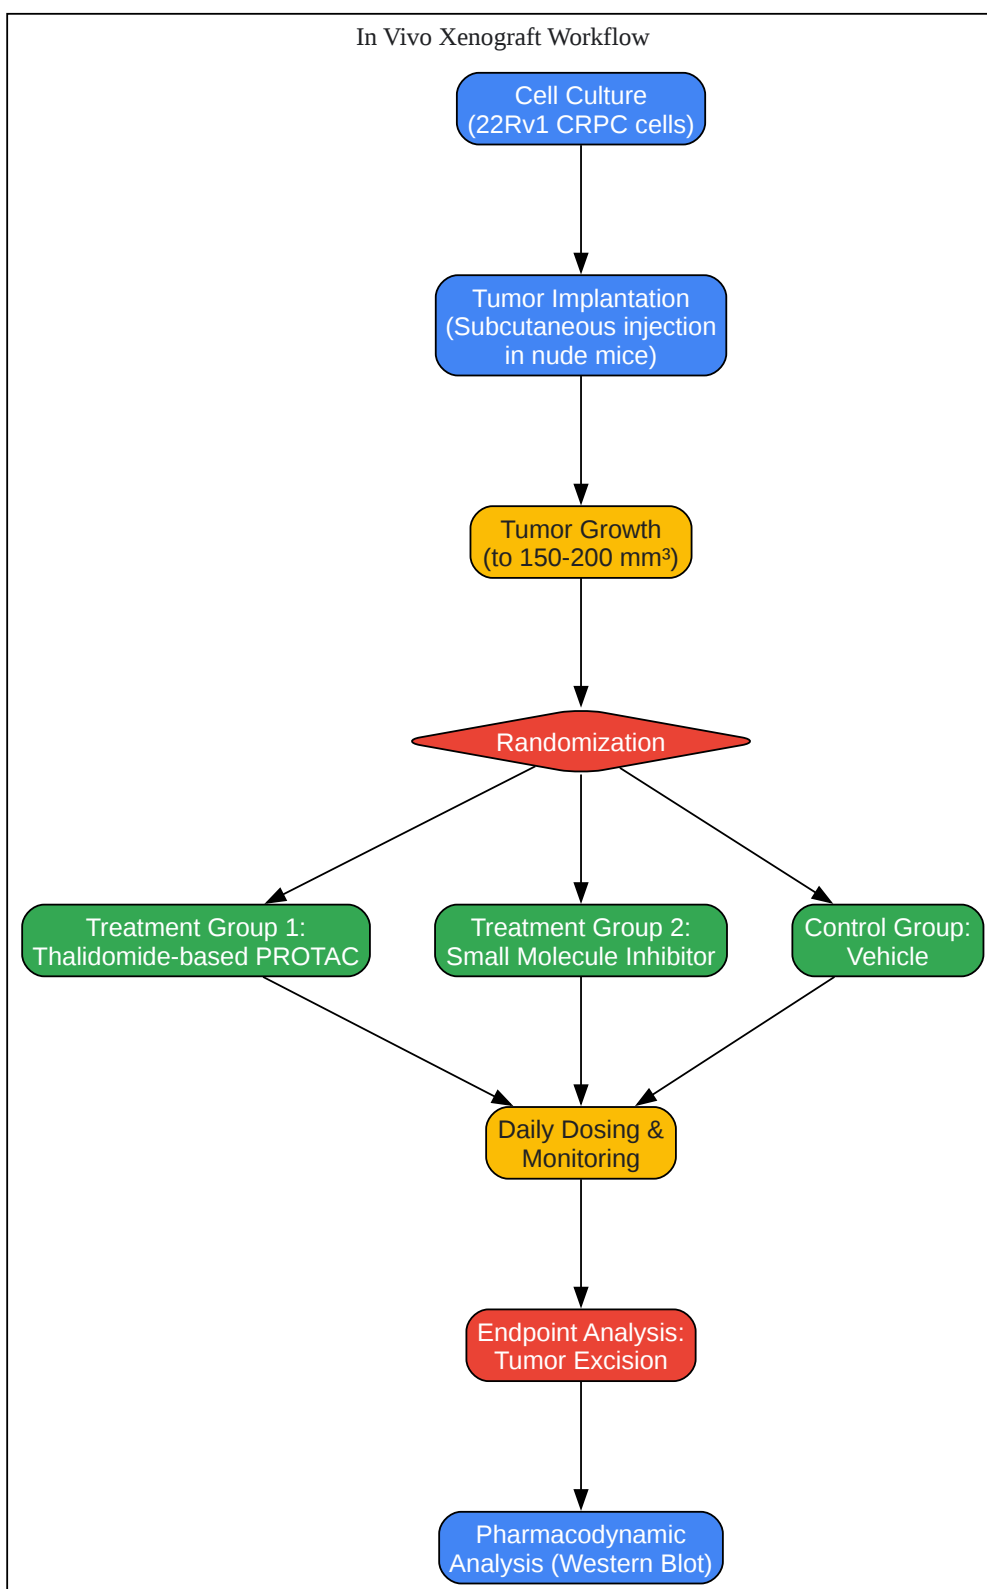 In Vivo Xenograft Workflow
Cell Culture
(22Rv1 CRPC cells)
Tumor Implantation
(Subcutaneous injection
in nude mice)
Tumor Growth
(to 150-200 mm³)
Randomization
Treatment Group 1:
Thalidomide-based PROTAC
Treatment Group 2:
Small Molecule Inhibitor
Control Group:
Vehicle
Daily Dosing &
Monitoring
Endpoint Analysis:
Tumor Excision
Pharmacodynamic
Analysis (Western Blot)